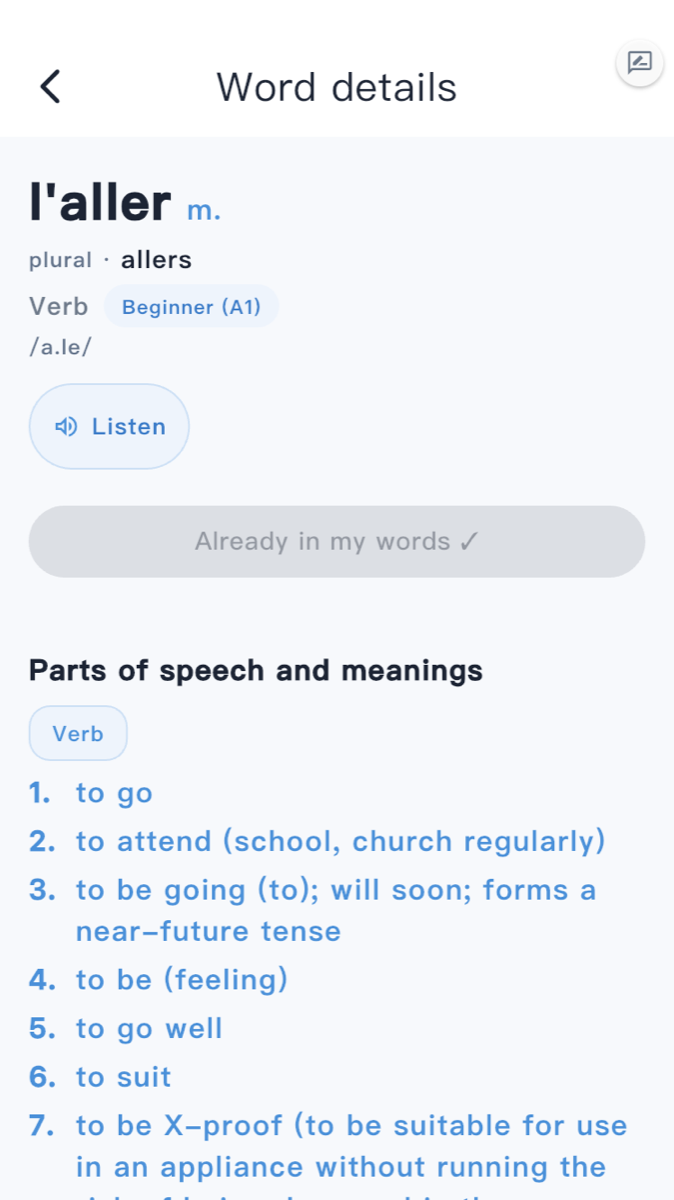 Word details
l'aller m.
plural · allers
Verb Beginner (A1)
/a.le/
Listen
Already in my words ✓
Parts of speech and meanings
Verb
1. to go
2. to attend (school, church regularly)
3. to be going (to); will soon; forms a
near-future tense
4. to be (feeling)
5. to go well
6. to suit
7. to be X-proof (to be suitable for use
in an appliance without running the